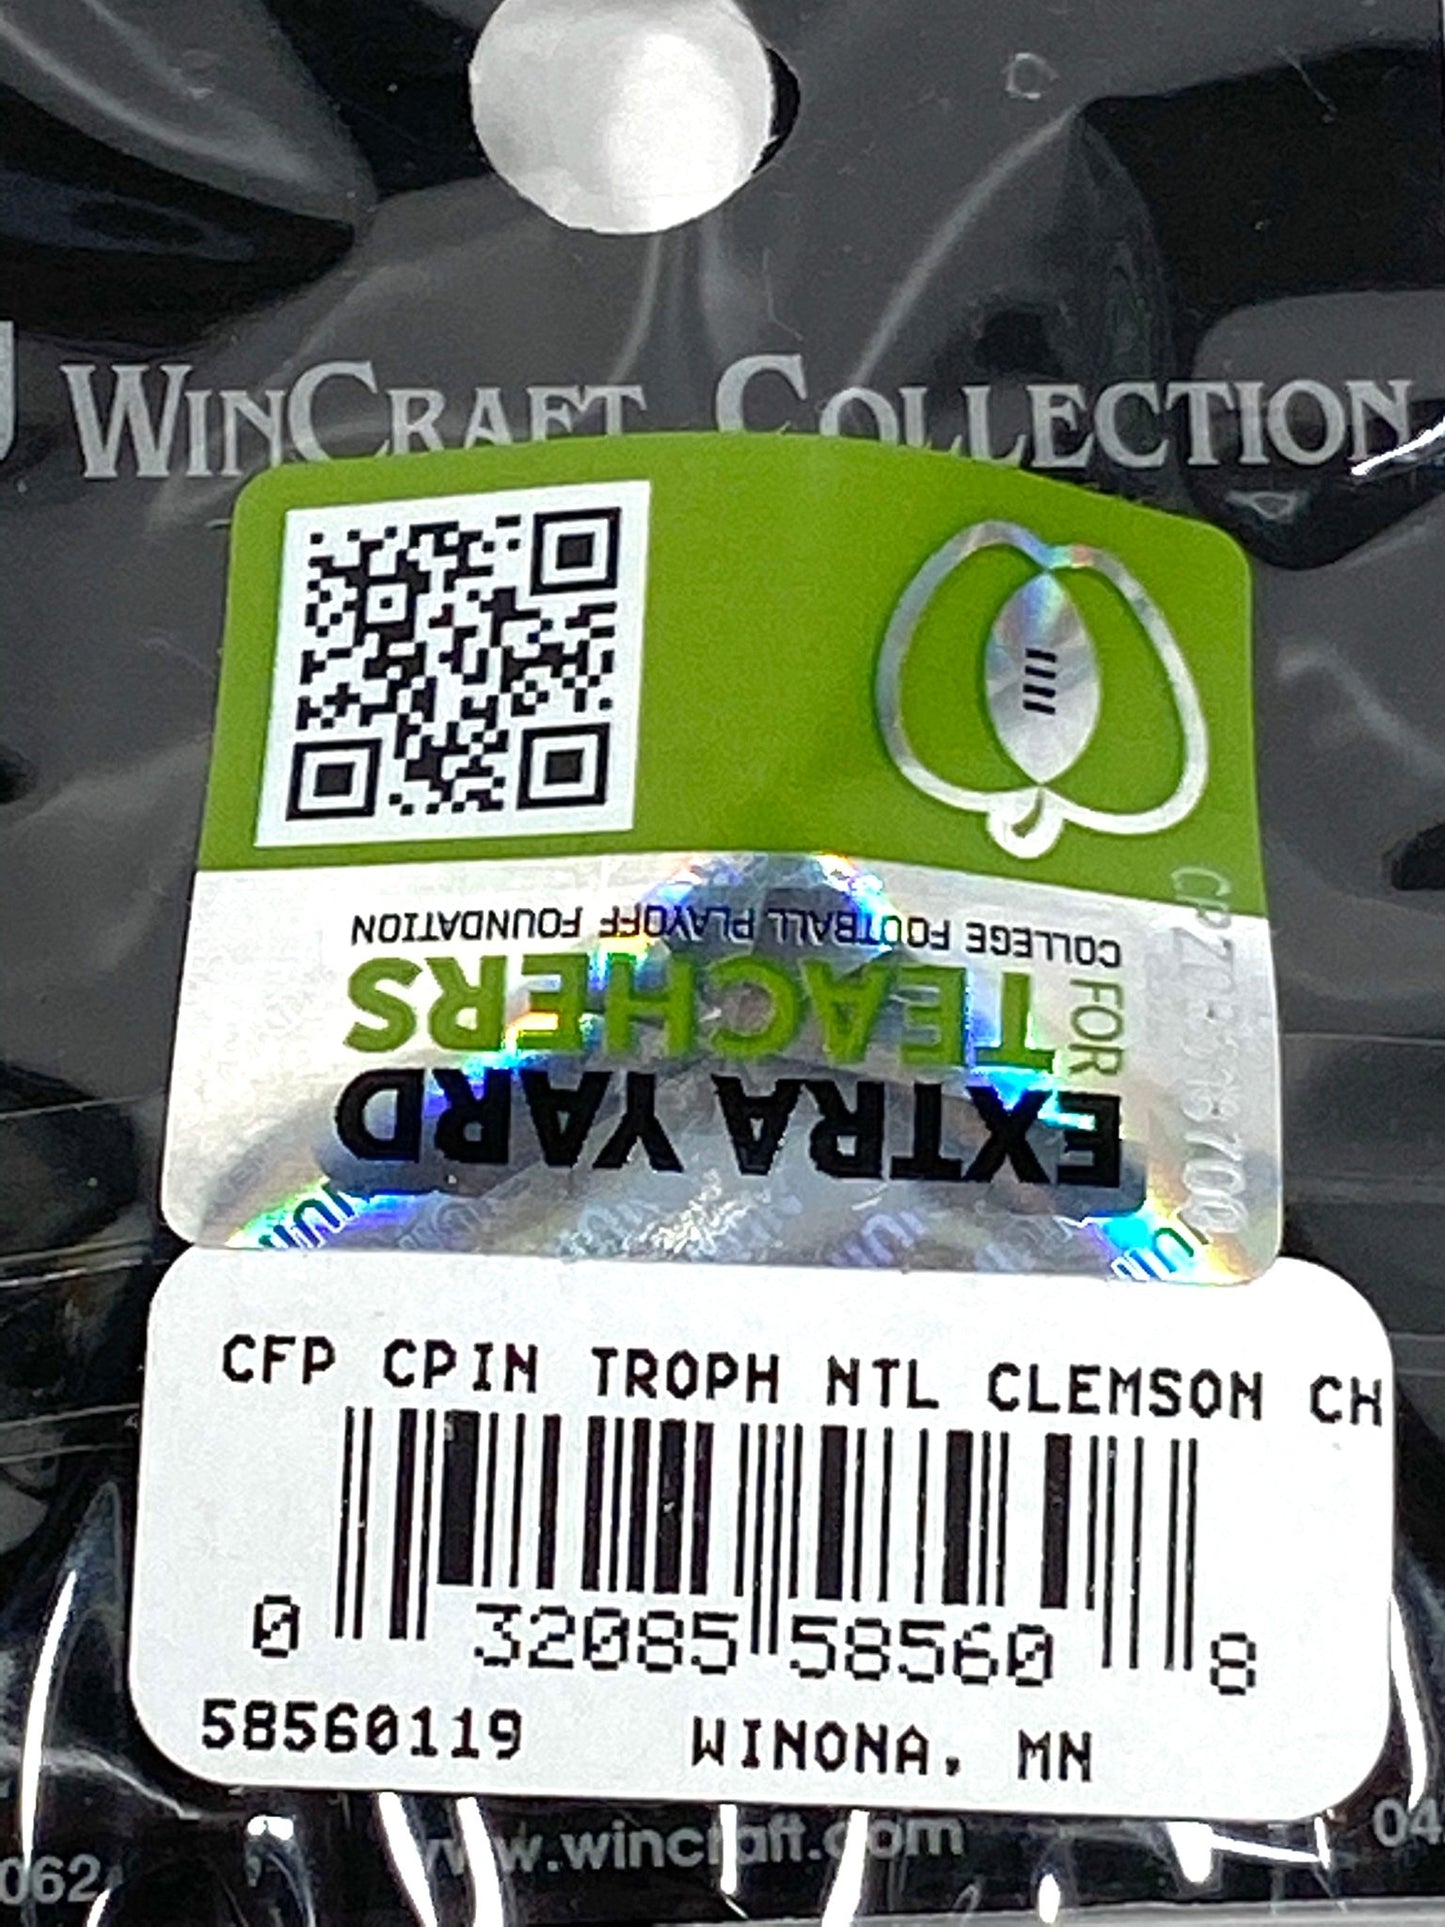 WINCRAFT COLLECTION
EXTRA YARD
FOR TEACHERS
COLLEGE FOOTBALL PLAYOFF FOUNDATION
CFP CPIN TROPH NTL CLEMSON CH
0 32085 58560 8
58560119 WINONA, MN
www.wincraft.com